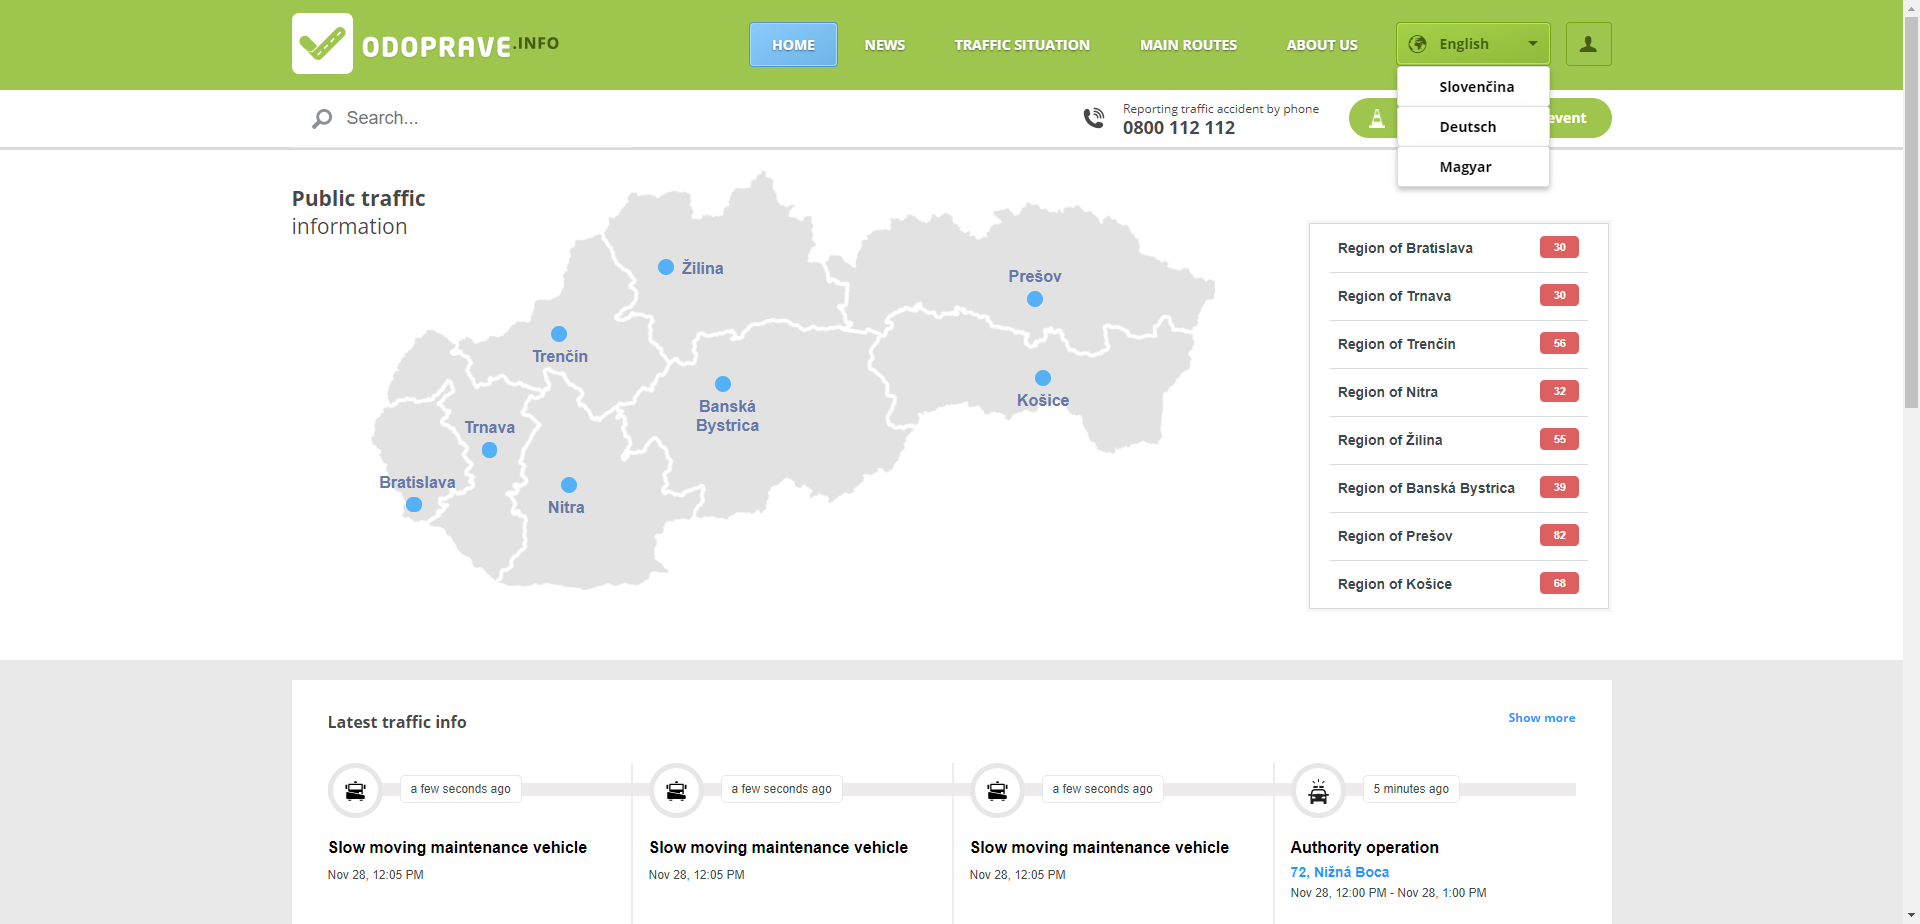 ODOPRAVE.INFO
HOME
NEWS
TRAFFIC SITUATION
MAIN ROUTES
ABOUT US
English
Slovenčina
Deutsch
Magyar
Search...
Reporting traffic accident by phone
0800 112 112
event
Public traffic
information
Žilina
Prešov
Trenčín
Banská
Bystrica
Košice
Trnava
Bratislava
Nitra
Region of Bratislava 30
Region of Trnava 30
Region of Trenčín 56
Region of Nitra 32
Region of Žilina 55
Region of Banská Bystrica 39
Region of Prešov 82
Region of Košice 68
Latest traffic info
Show more
a few seconds ago
Slow moving maintenance vehicle
Nov 28, 12:05 PM
a few seconds ago
Slow moving maintenance vehicle
Nov 28, 12:05 PM
a few seconds ago
Slow moving maintenance vehicle
Nov 28, 12:05 PM
5 minutes ago
Authority operation
72, Nižná Boca
Nov 28, 12:00 PM - Nov 28, 1:00 PM